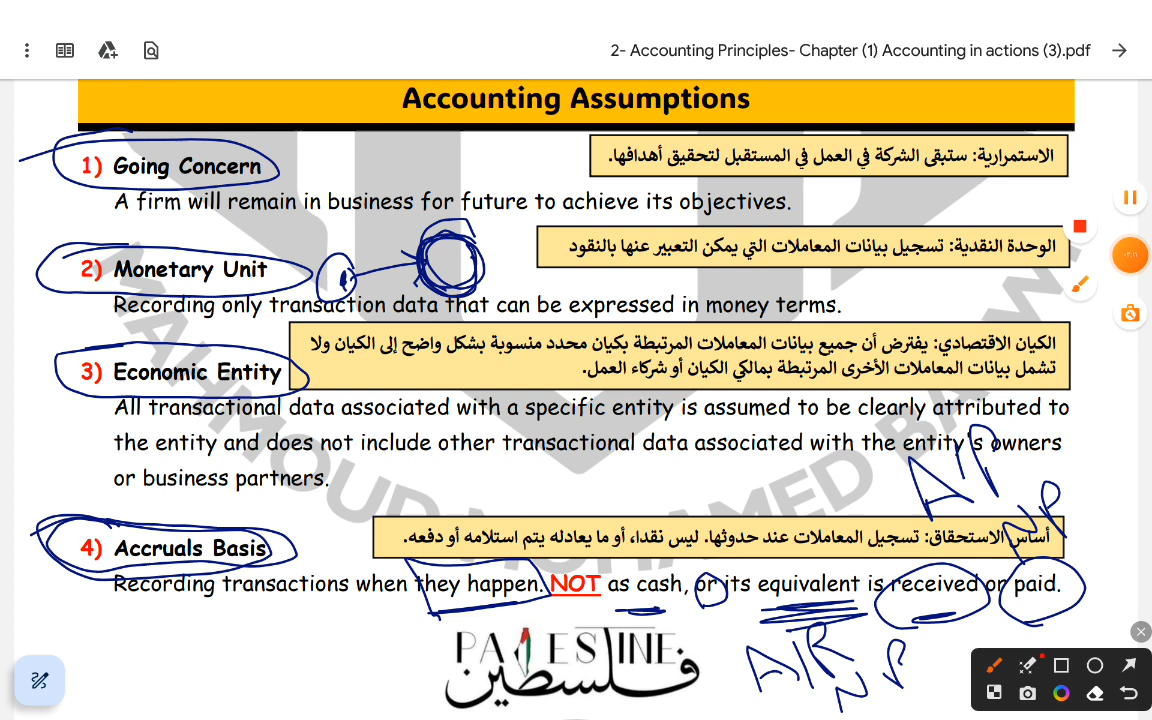 2- Accounting Principles- Chapter (1) Accounting in actions (3).pdf
Accounting Assumptions
1) Going Concern
الاستمرارية: ستبقى الشركة في العمل في المستقبل لتحقيق أهدافها.
A firm will remain in business for future to achieve its objectives.
2) Monetary Unit
الوحدة النقدية: تسجيل بيانات المعاملات التي يمكن التعبير عنها بالنقود
Recording only transaction data that can be expressed in money terms.
3) Economic Entity
الكيان الاقتصادي: يفترض أن جميع بيانات المعاملات المرتبطة بكيان محدد منسوبة بشكل واضح إلى الكيان ولا
تشمل بيانات المعاملات الأخرى المرتبطة بمالكي الكيان أو شركاء العمل.
All transactional data associated with a specific entity is assumed to be clearly attributed to
the entity and does not include other transactional data associated with the entity's owners
or business partners.
A/P
NP
4) Accruals Basis
أساس الاستحقاق: تسجيل المعاملات عند حدوثها. ليس نقدا، أو ما يعادله يتم استلامه أو دفعه.
Recording transactions when they happen. NOT as cash, or its equivalent is received or paid.
PALESTINE
فلسطين
A/R
MAHMOUD MOHAMED